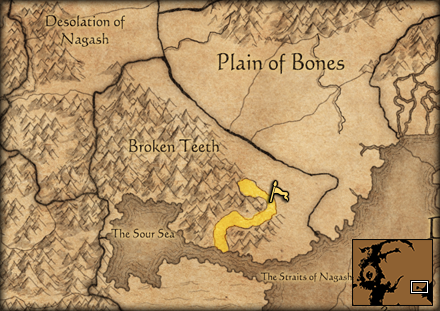 Desolation of
Nagash
Plain of Bones
Broken Teeth
The Sour Sea
The Straits of Nagash